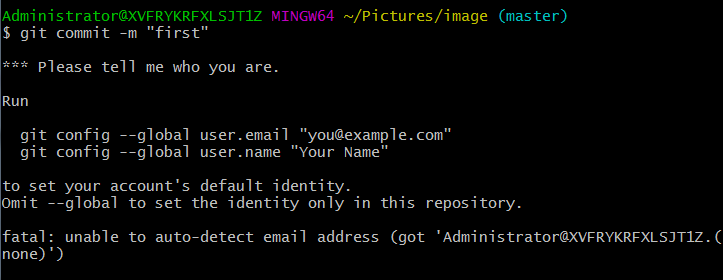 Administrator@XVFRYKRFXLSJT1Z MINGW64 ~/Pictures/image (master)
$ git commit -m "first"
*** Please tell me who you are.
Run
git config --global user.email "you@example.com"
git config --global user.name "Your Name"
to set your account's default identity.
Omit --global to set the identity only in this repository.
fatal: unable to auto-detect email address (got 'Administrator@XVFRYKRFXLSJT1Z.(
none)')